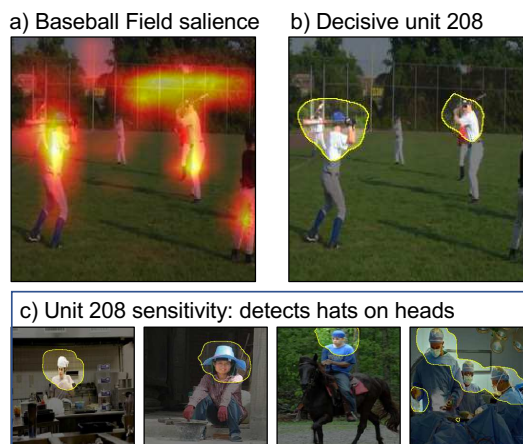 a) Baseball Field salience
b) Decisive unit 208
c) Unit 208 sensitivity: detects hats on heads